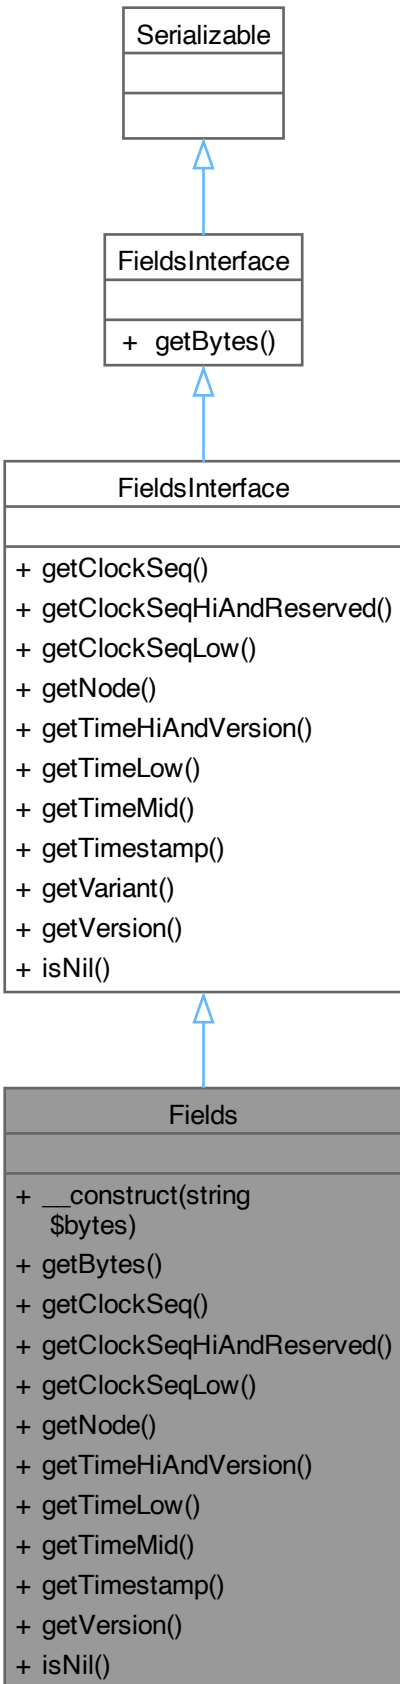 Serializable
FieldsInterface
+ getBytes()
FieldsInterface
+ getClockSeq()
+ getClockSeqHiAndReserved()
+ getClockSeqLow()
+ getNode()
+ getTimeHiAndVersion()
+ getTimeLow()
+ getTimeMid()
+ getTimestamp()
+ getVariant()
+ getVersion()
+ isNil()
Fields
+ __construct(string
$bytes)
+ getBytes()
+ getClockSeq()
+ getClockSeqHiAndReserved()
+ getClockSeqLow()
+ getNode()
+ getTimeHiAndVersion()
+ getTimeLow()
+ getTimeMid()
+ getTimestamp()
+ getVersion()
+ isNil()